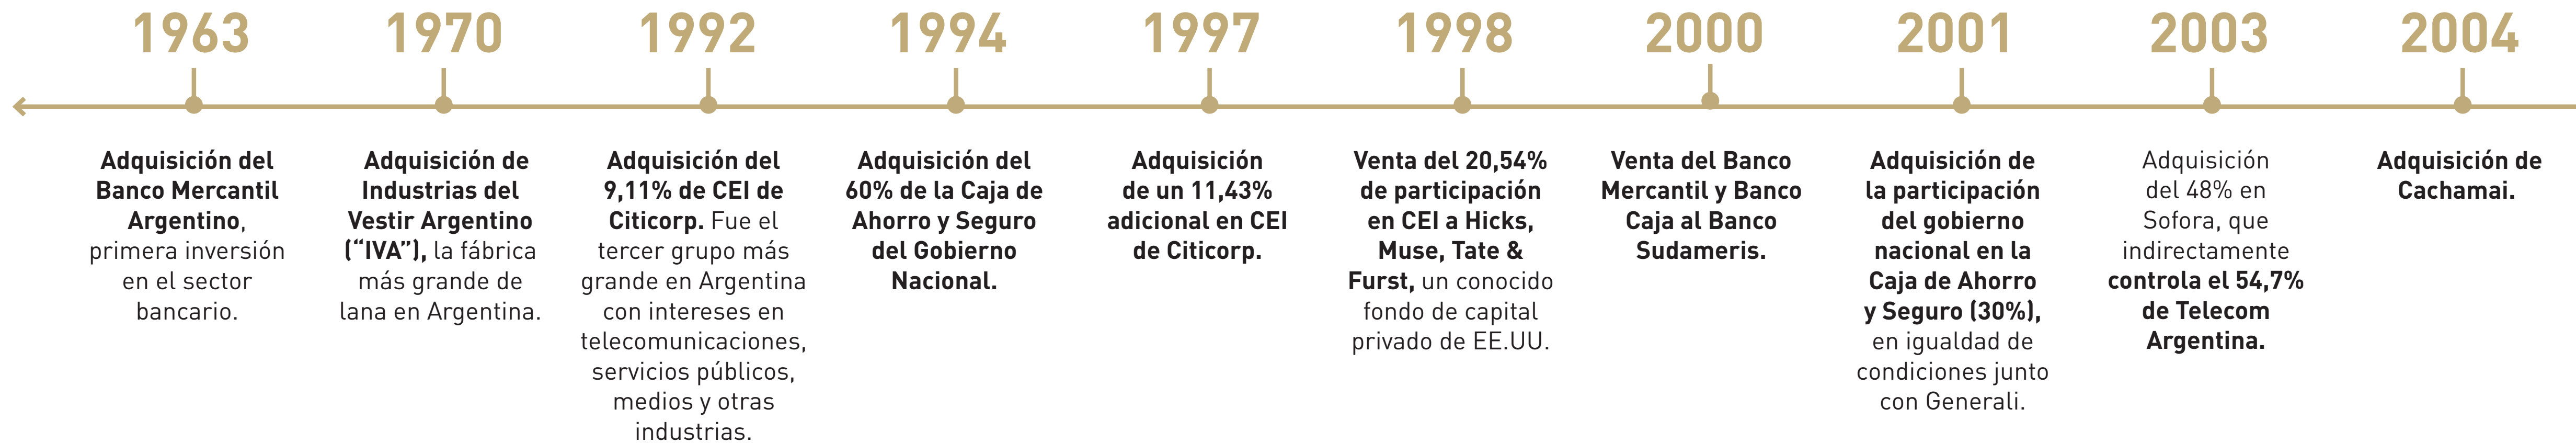 1963
Adquisición del
Banco Mercantil
Argentino,
primera inversión
en el sector
bancario.
1970
Adquisición de
Industrias del
Vestir Argentino
(“IVA”), la fábrica
más grande de
lana en Argentina.
1992
Adquisición del
9,11% de CEI de
Citicorp. Fue el
tercer grupo más
grande en Argentina
con intereses en
telecomunicaciones,
servicios públicos,
medios y otras
industrias.
1994
Adquisición del
60% de la Caja de
Ahorro y Seguro
del Gobierno
Nacional.
1997
Adquisición
de un 11,43%
adicional en CEI
de Citicorp.
1998
Venta del 20,54%
de participación
en CEI a Hicks,
Muse, Tate &
Furst, un conocido
fondo de capital
privado de EE.UU.
2000
Venta del Banco
Mercantil y Banco
Caja al Banco
Sudameris.
2001
Adquisición de
la participación
del gobierno
nacional en la
Caja de Ahorro
y Seguro (30%),
en igualdad de
condiciones junto
con Generali.
2003
Adquisición
del 48% en
Sofora, que
indirectamente
controla el 54,7%
de Telecom
Argentina.
2004
Adquisición de
Cachamai.